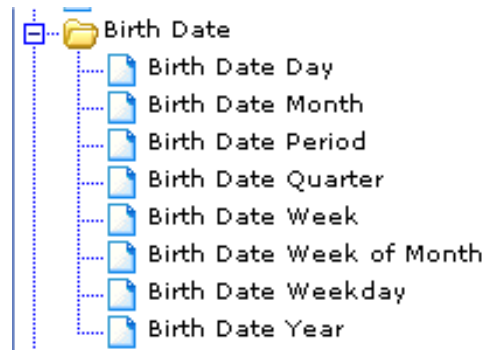 Birth Date
Birth Date Day
Birth Date Month
Birth Date Period
Birth Date Quarter
Birth Date Week
Birth Date Week of Month
Birth Date Weekday
Birth Date Year